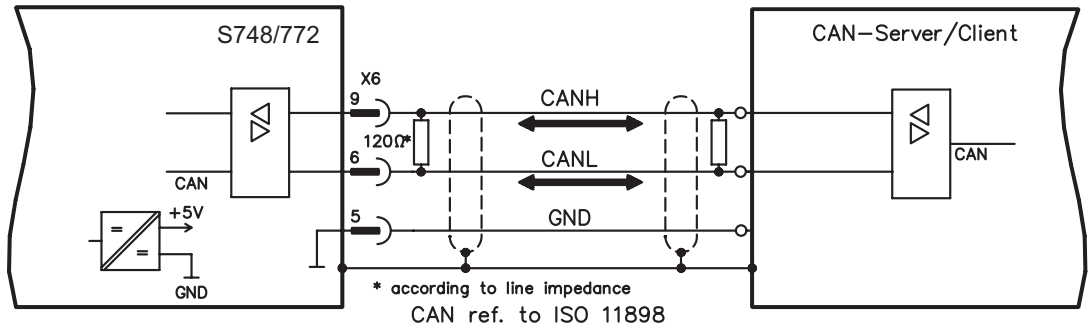 S748/772
CAN-Server/Client
X6
9
CANH
120Ω*
6
CANL
CAN
CAN
+5V
5
GND
=
=
GND
* according to line impedance
CAN ref. to ISO 11898